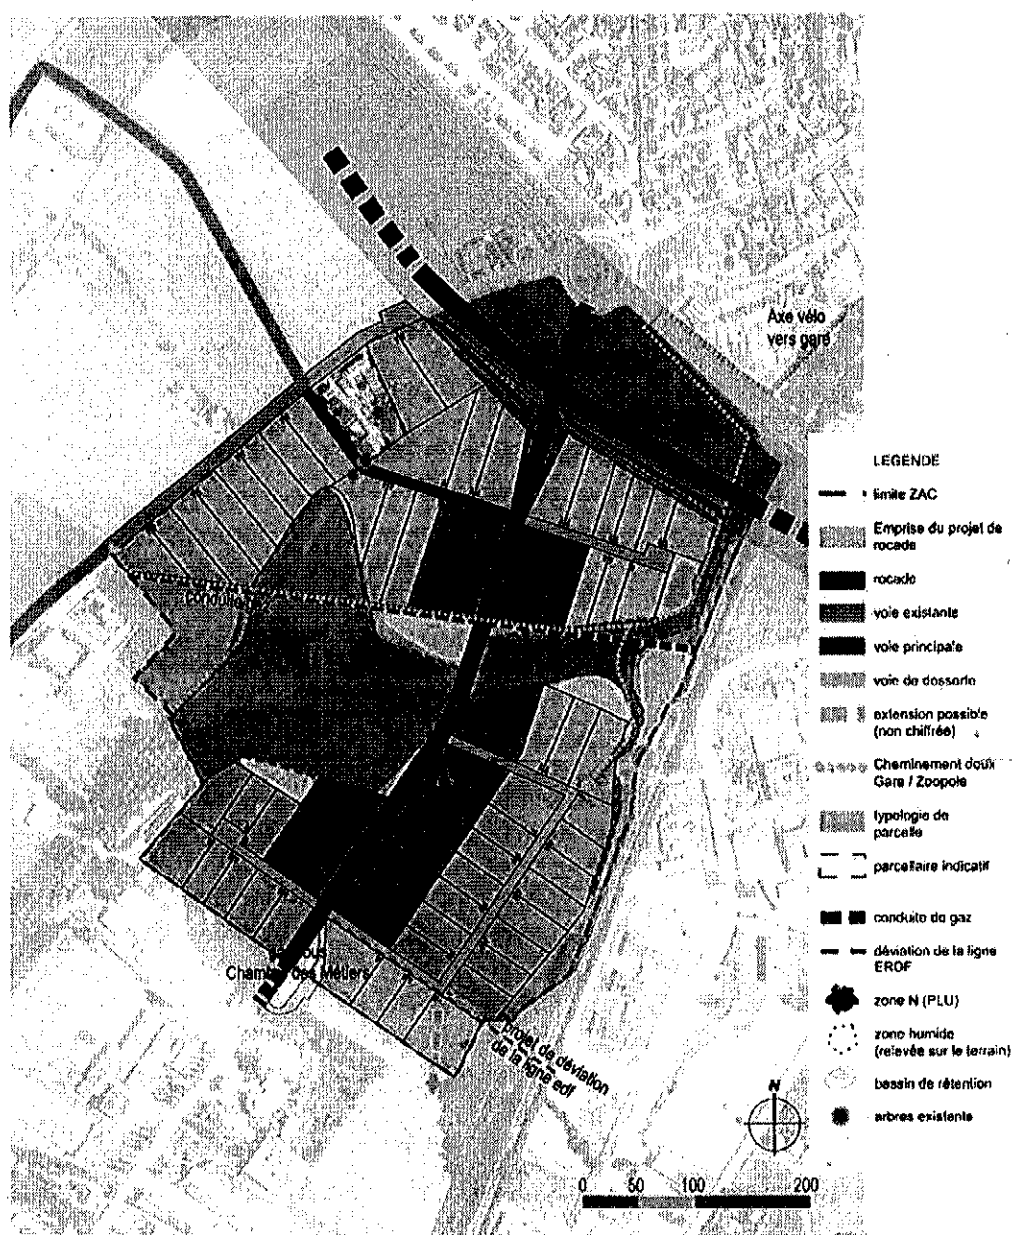 Axe vélo
vers gare
LEGENDE
limite ZAC
Emprise du projet de
rocade
rocade
voie existante
voie principale
voie de desserte
extension possible
(non chiffrée)
Cheminement doux
Gare / Zoopole
typologie de
parcelle
parcellaire indicatif
conduite de gaz
déviation de la ligne
ERDF
zone N (PLU)
zone humide
(relevée sur le terrain)
bassin de rétention
arbres existants
conduite
Chambre des Métiers
projet de déviation
de la ligne edf
N
0 50 100 200